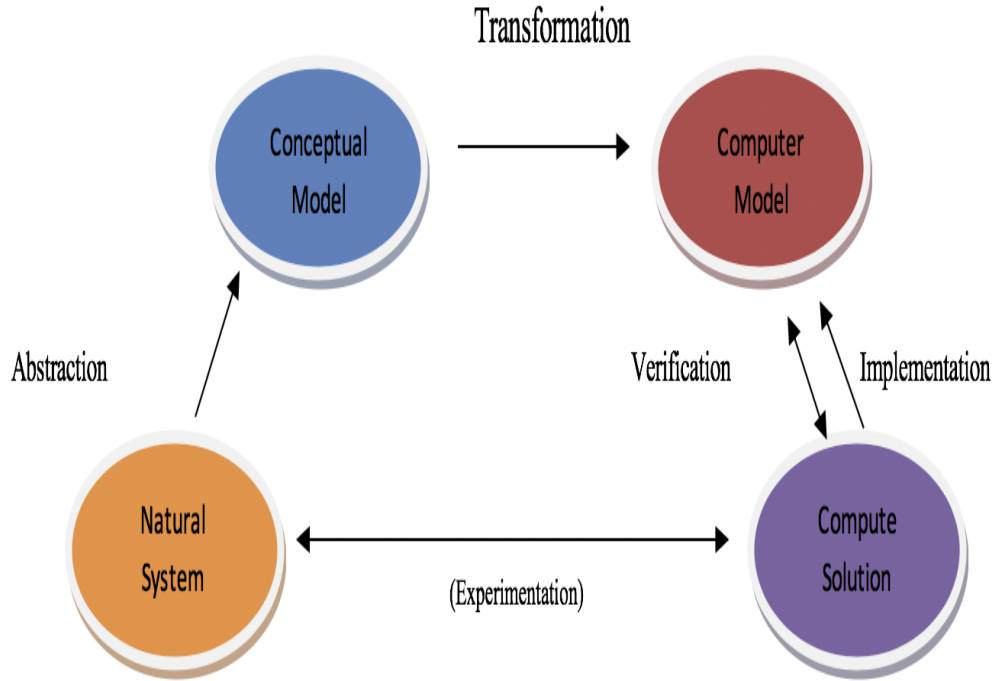 Transformation
Conceptual
Model
Computer
Model
Abstraction
Verification
Implementation
Natural
System
Compute
Solution
(Experimentation)